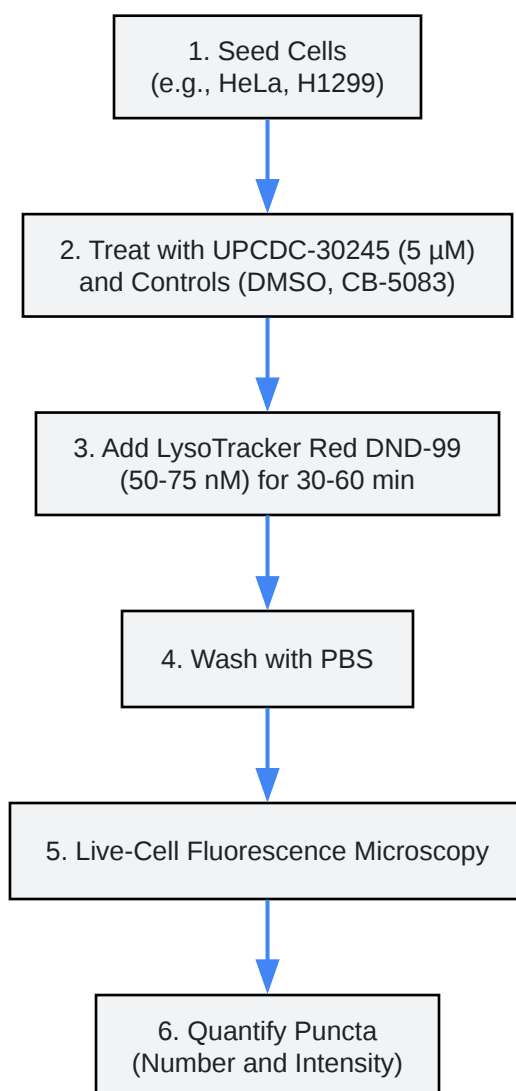 1. Seed Cells
(e.g., HeLa, H1299)
2. Treat with UPCDC-30245 (5 µM)
and Controls (DMSO, CB-5083)
3. Add LysoTracker Red DND-99
(50-75 nM) for 30-60 min
4. Wash with PBS
5. Live-Cell Fluorescence Microscopy
6. Quantify Puncta
(Number and Intensity)